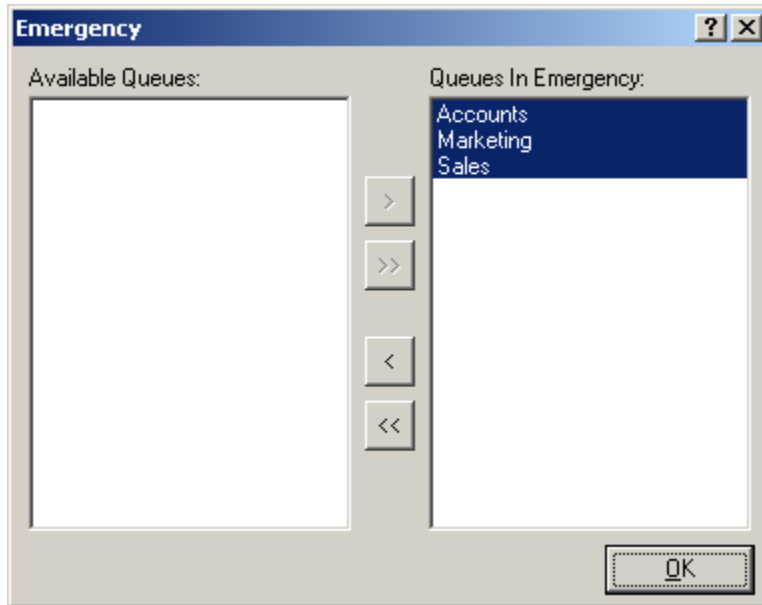 Emergency
Available Queues:
Queues In Emergency:
Accounts
Marketing
Sales
>
>>
<
<<
OK